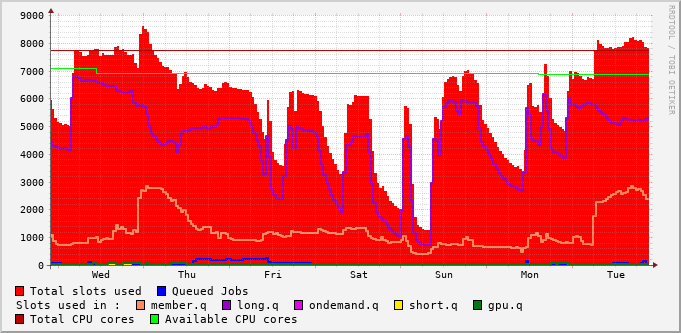 RRDTOOL / TOBI OETIKER
9000
8000
7000
6000
5000
4000
3000
2000
1000
0
Wed Thu Fri Sat Sun Mon Tue
Total slots used Queued Jobs
Slots used in : member.q long.q ondemand.q short.q gpu.q
Total CPU cores Available CPU cores